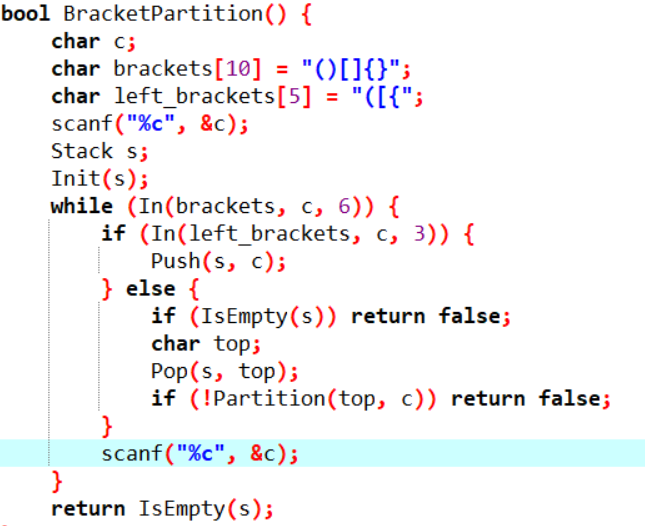 bool BracketPartition() {
    char c;
    char brackets[10] = "()[]{}";
    char left_brackets[5] = "([{";
    scanf("%c", &c);
    Stack s;
    Init(s);
    while (In(brackets, c, 6)) {
        if (In(left_brackets, c, 3)) {
            Push(s, c);
        } else {
            if (IsEmpty(s)) return false;
            char top;
            Pop(s, top);
            if (!Partition(top, c)) return false;
        }
        scanf("%c", &c);
    }
    return IsEmpty(s);